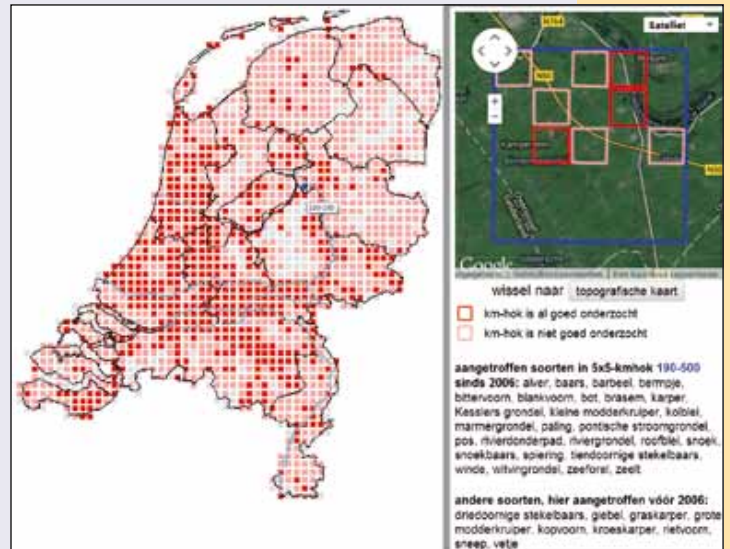 Satelliet
N50
Google
wissel naar topografische kaart
km-hok is al goed onderzocht
km-hok is niet goed onderzocht
aangetroffen soorten in 5x5-kmhok 190-500
sinds 2006: alver, baars, barbeel, bermpje,
bittervoorn, blankvoorn, bot, brasem, karper,
Kesslers grondel, kleine modderkruiper, kolblei,
marmergrondel, paling, pontische stroomgrondel,
pos, rivierdonderpad, riviergrondel, roofblei, snoek,
snoekbaars, spiering, tiendoornige stekelbaars,
winde, witvingrondel, zeeforel, zeelt
andere soorten, hier aangetroffen vóór 2006:
driedoornige stekelbaars, giebel, graskarper, grote
modderkruiper, kopvoorn, kroeskarper, rietvoorn,
sneep, vetje